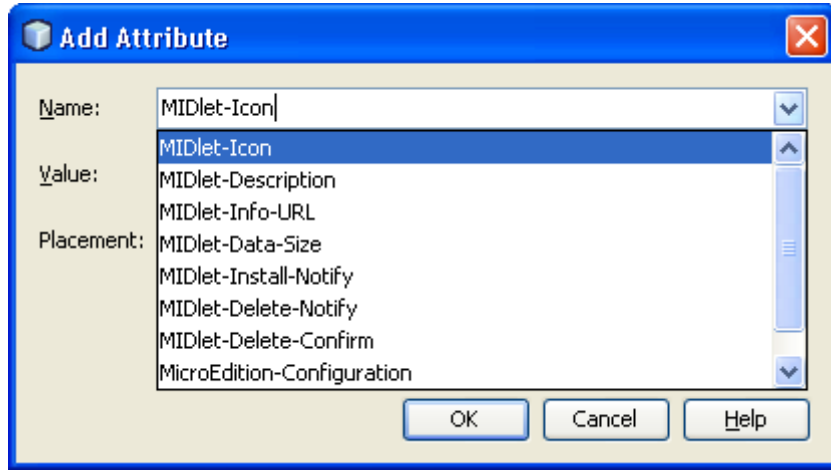 Add Attribute
Name: MIDlet-Icon
MIDlet-Icon
MIDlet-Description
Value:
MIDlet-Info-URL
Placement: MIDlet-Data-Size
MIDlet-Install-Notify
MIDlet-Delete-Notify
MIDlet-Delete-Confirm
MicroEdition-Configuration
OK Cancel Help